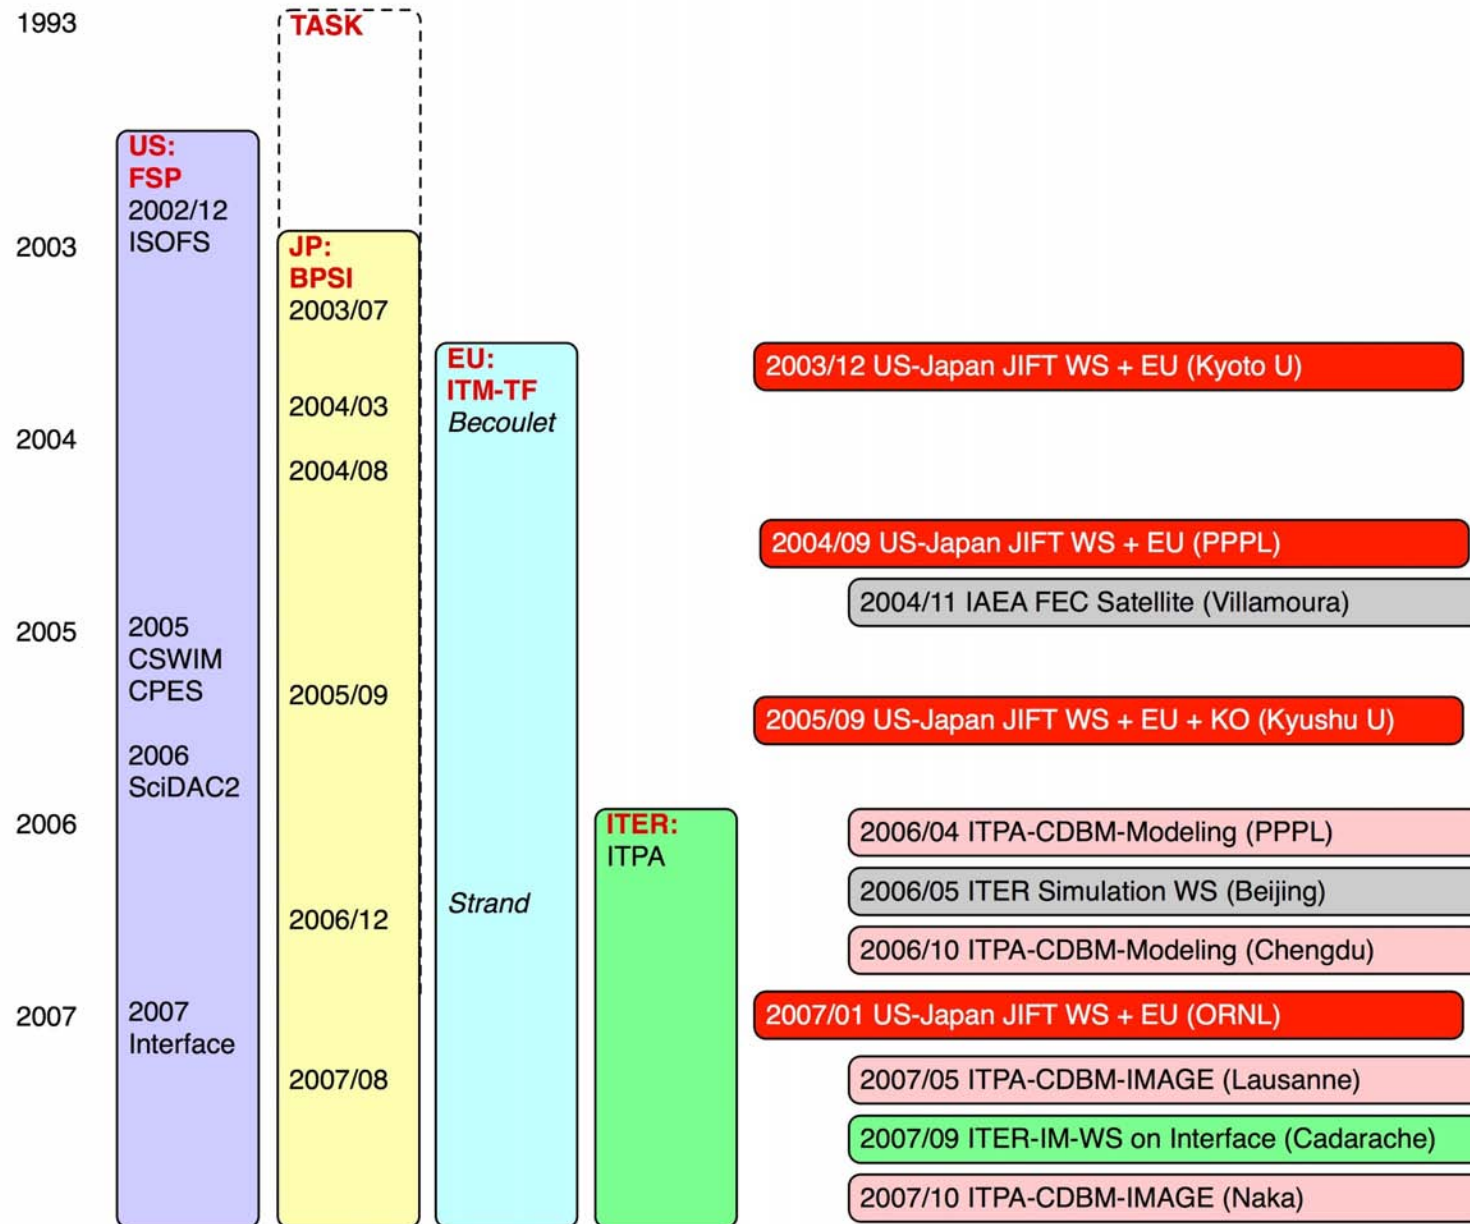 1993
2003
2004
2005
2006
2007
US:
FSP
2002/12
ISOFS
2005
CSWIM
CPES
2006
SciDAC2
2007
Interface
TASK
JP:
BPSI
2003/07
2004/03
2004/08
2005/09
2006/12
2007/08
EU:
ITM-TF
Becoulet
Strand
ITER:
ITPA
2003/12 US-Japan JIFT WS + EU (Kyoto U)
2004/09 US-Japan JIFT WS + EU (PPPL)
2004/11 IAEA FEC Satellite (Villamoura)
2005/09 US-Japan JIFT WS + EU + KO (Kyushu U)
2006/04 ITPA-CDBM-Modeling (PPPL)
2006/05 ITER Simulation WS (Beijing)
2006/10 ITPA-CDBM-Modeling (Chengdu)
2007/01 US-Japan JIFT WS + EU (ORNL)
2007/05 ITPA-CDBM-IMAGE (Lausanne)
2007/09 ITER-IM-WS on Interface (Cadarache)
2007/10 ITPA-CDBM-IMAGE (Naka)